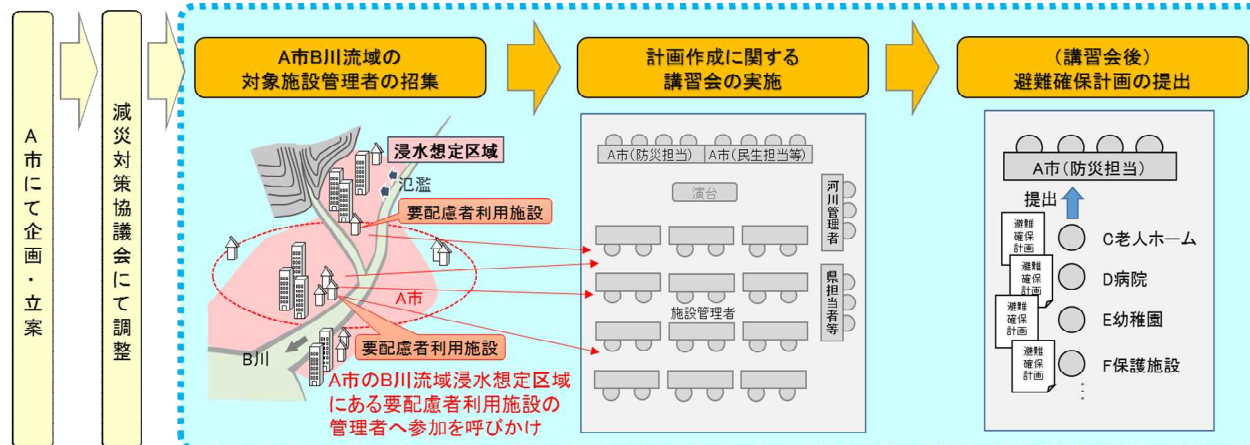 A市にて企画・立案
減災対策協議会にて調整
A市B川流域の
対象施設管理者の招集
浸水想定区域
氾濫
要配慮者利用施設
A市
要配慮者利用施設
B川
A市のB川流域浸水想定区域
にある要配慮者利用施設の
管理者へ参加を呼びかけ
計画作成に関する
講習会の実施
A市(防災担当)
A市(民生担当等)
演台
河川管理者
県担当者等
施設管理者
(講習会後)
避難確保計画の提出
A市(防災担当)
提出
避難
確保
計画
C老人ホーム
避難
確保
計画
D病院
避難
確保
計画
E幼稚園
避難
確保
計画
F保護施設
…